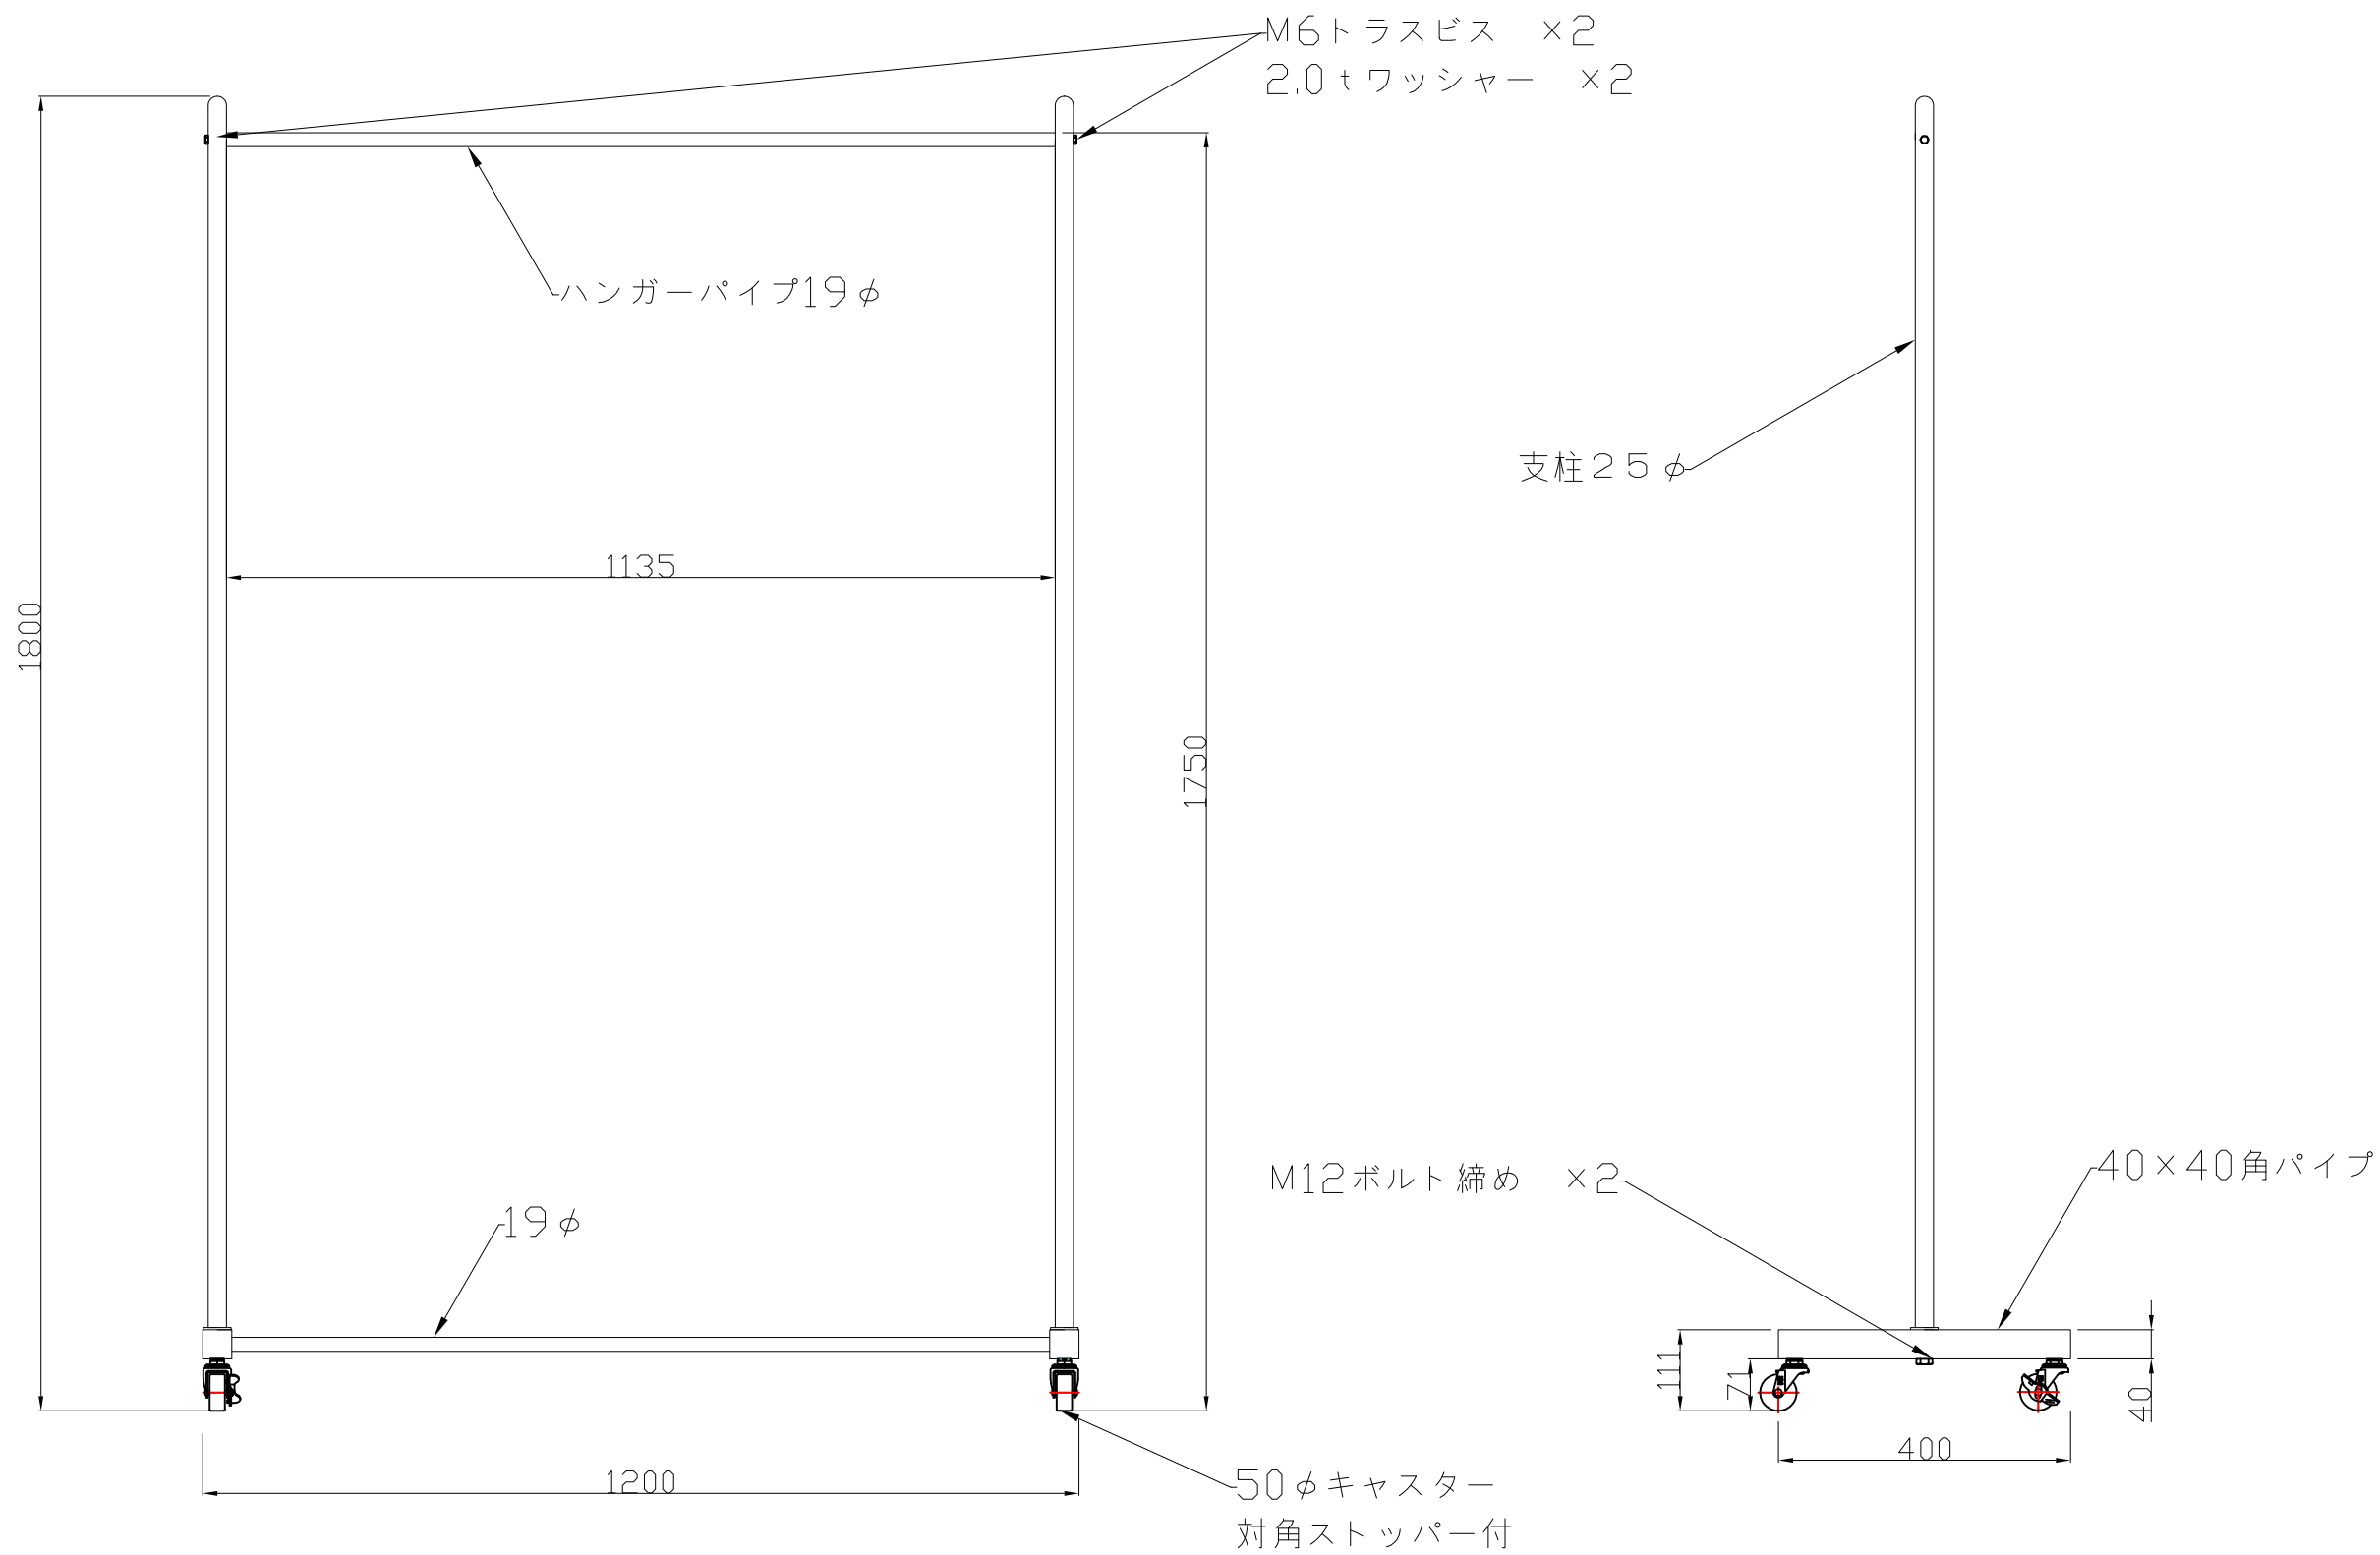 M6トラスビス ×2
2.0tワッシャー ×2
ハンガーパイプ19φ
支柱25φ
1135
1800
1750
M12ボルト締め ×2
40×40角パイプ
19φ
111
71
40
400
1200
50φキャスター
対角ストッパー付